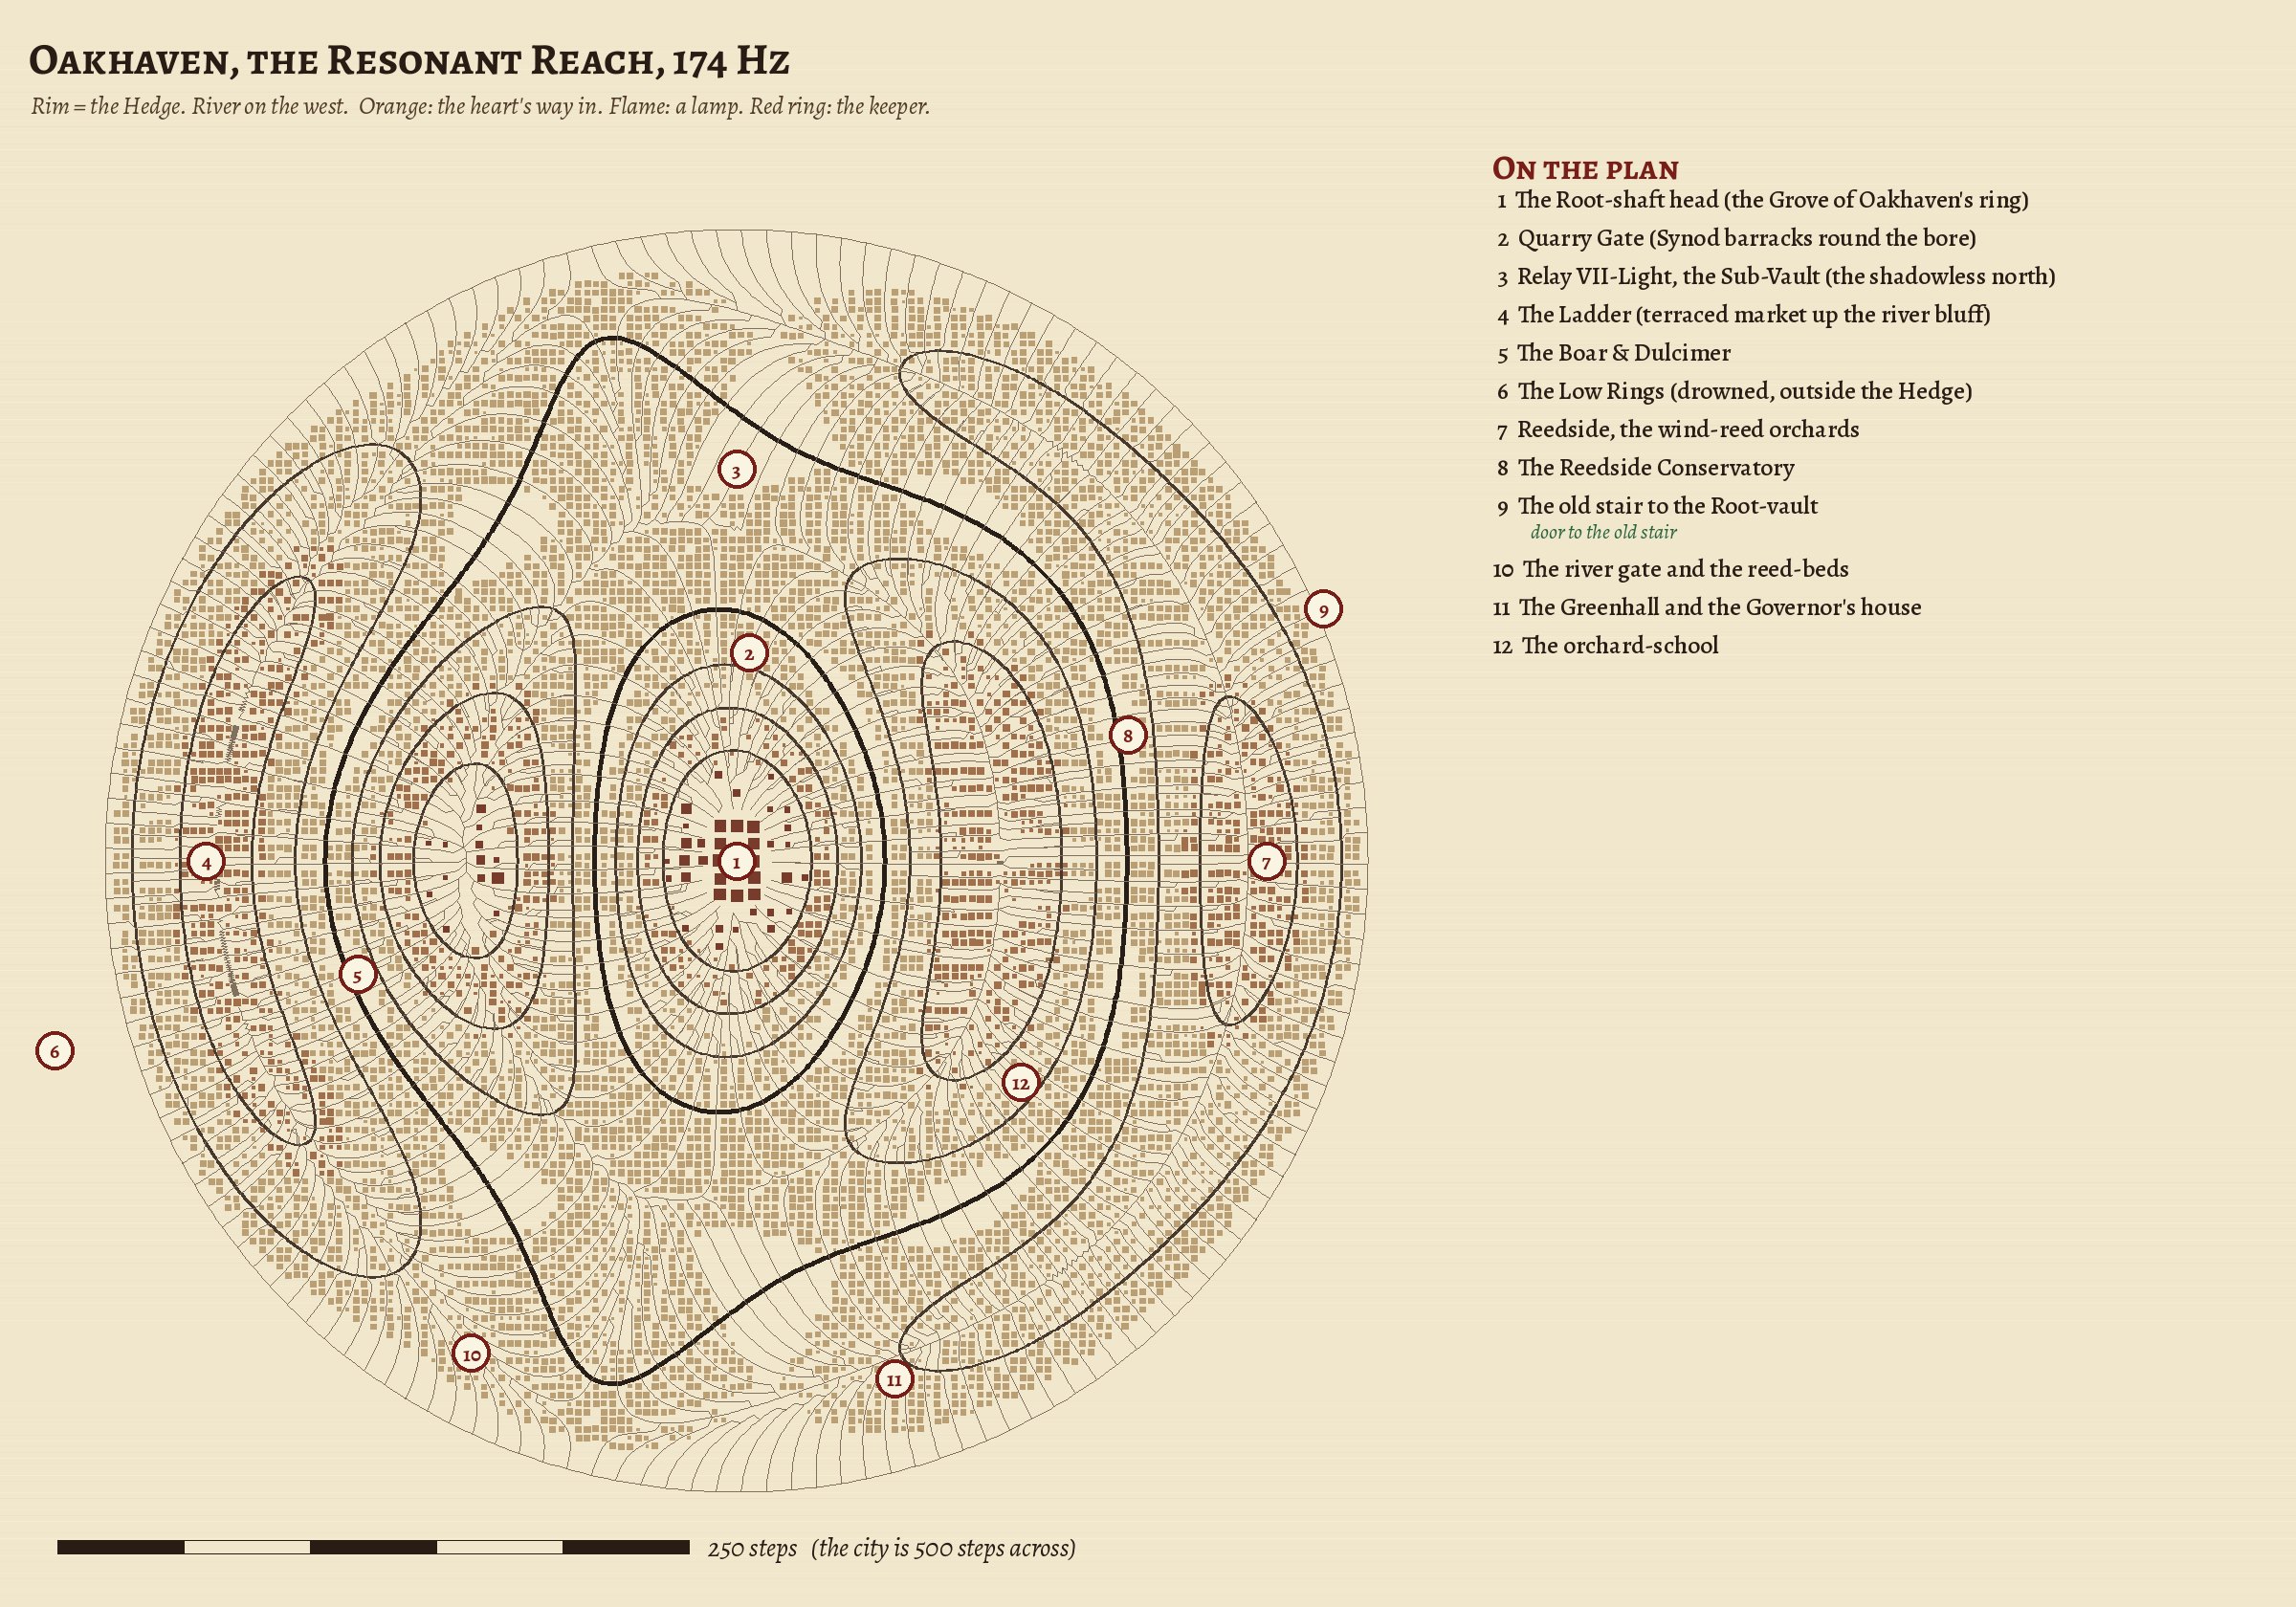 Oakhaven, the Resonant Reach, 174 Hz
Rim = the Hedge. River on the west. Orange: the heart's way in. Flame: a lamp. Red ring: the keeper.
On the plan
1 The Root-shaft head (the Grove of Oakhaven's ring)
2 Quarry Gate (Synod barracks round the bore)
3 Relay VII-Light, the Sub-Vault (the shadowless north)
4 The Ladder (terraced market up the river bluff)
5 The Boar & Dulcimer
6 The Low Rings (drowned, outside the Hedge)
7 Reedside, the wind-reed orchards
8 The Reedside Conservatory
9 The old stair to the Root-vault
door to the old stair
10 The river gate and the reed-beds
11 The Greenhall and the Governor's house
12 The orchard-school
3
9
2
8
4
1
7
5
6
12
10
11
250 steps (the city is 500 steps across)